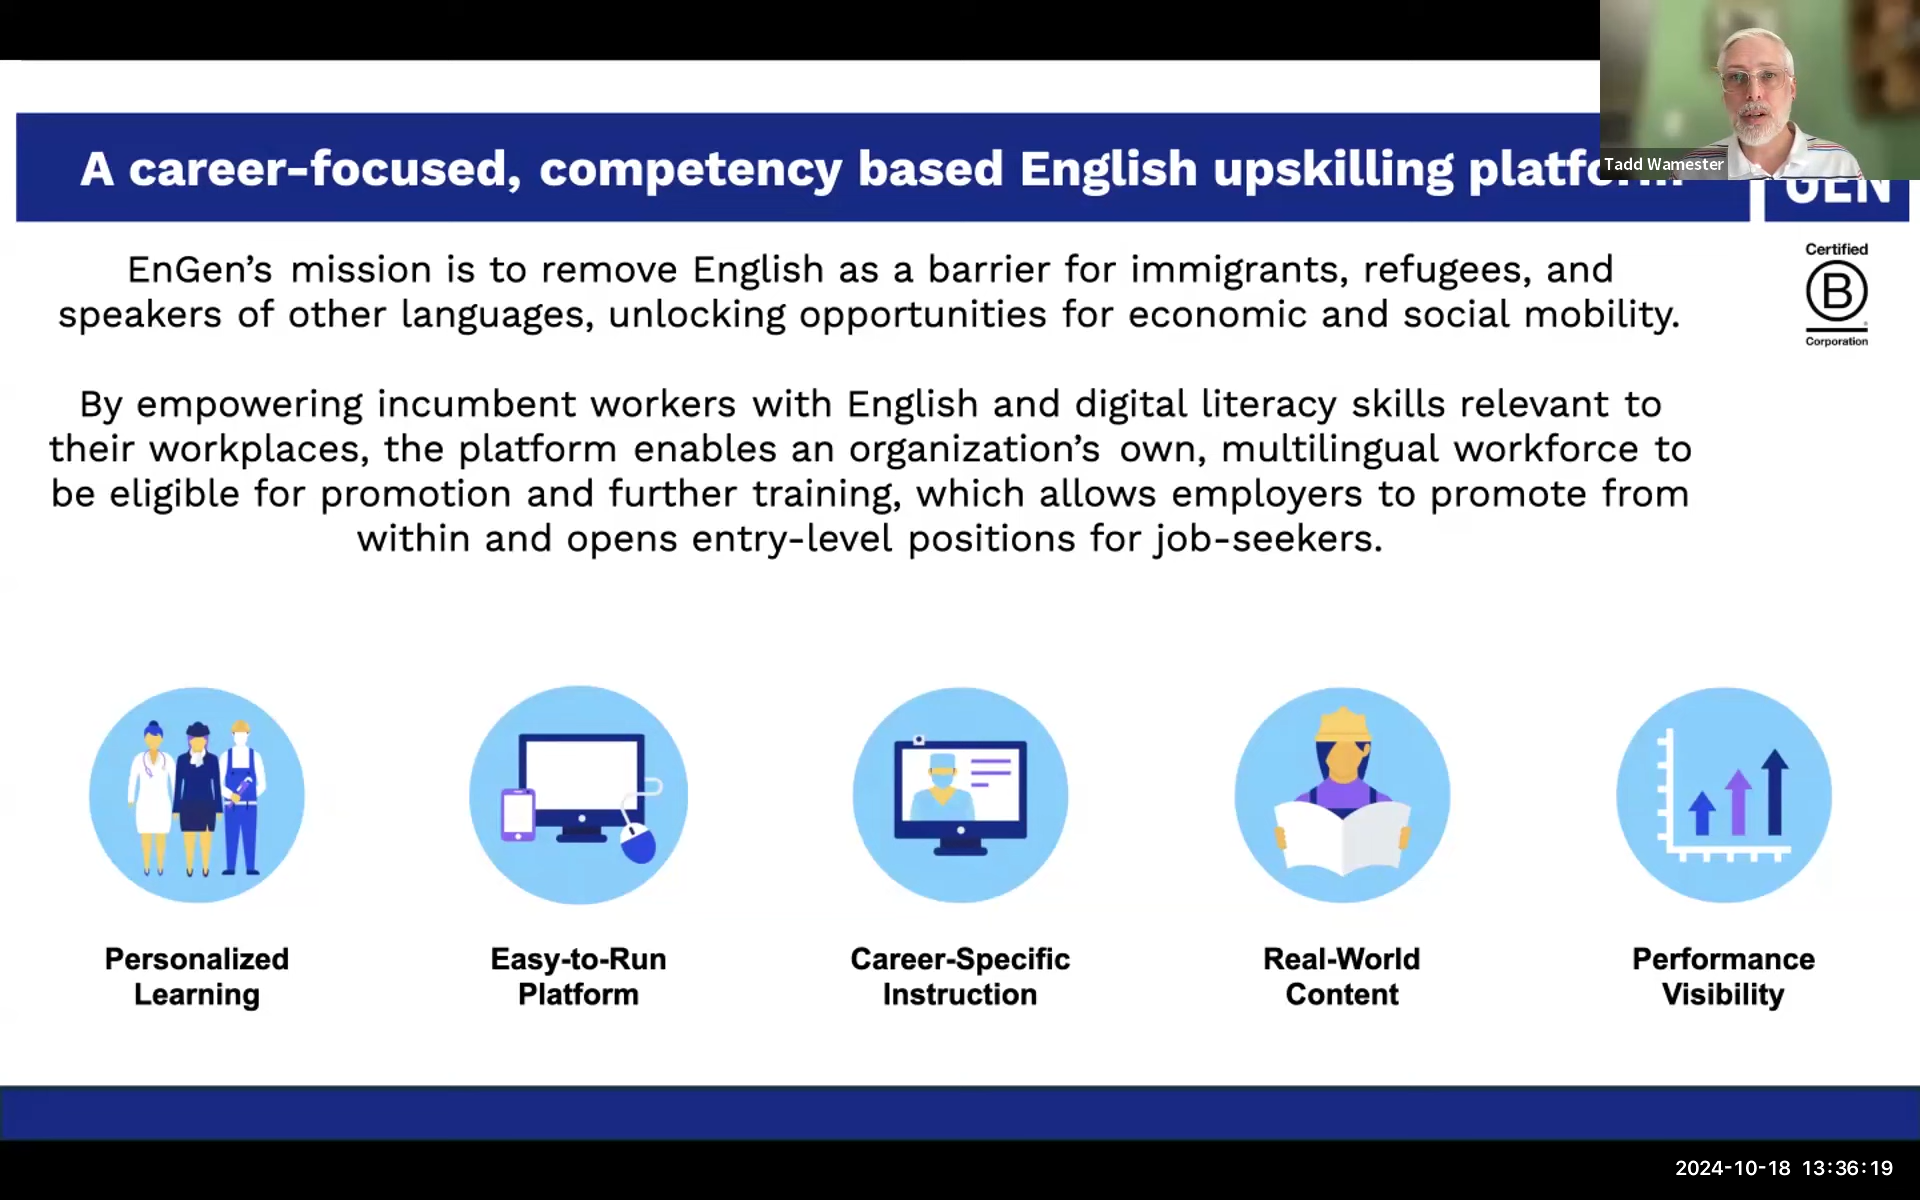 A career-focused, competency based English upskilling platform
Tadd Wamester
GEN
Certified
B
Corporation
EnGen’s mission is to remove English as a barrier for immigrants, refugees, and
speakers of other languages, unlocking opportunities for economic and social mobility.
By empowering incumbent workers with English and digital literacy skills relevant to
their workplaces, the platform enables an organization’s own, multilingual workforce to
be eligible for promotion and further training, which allows employers to promote from
within and opens entry-level positions for job-seekers.
Personalized
Learning
Easy-to-Run
Platform
Career-Specific
Instruction
Real-World
Content
Performance
Visibility
2024-10-18 13:36:19